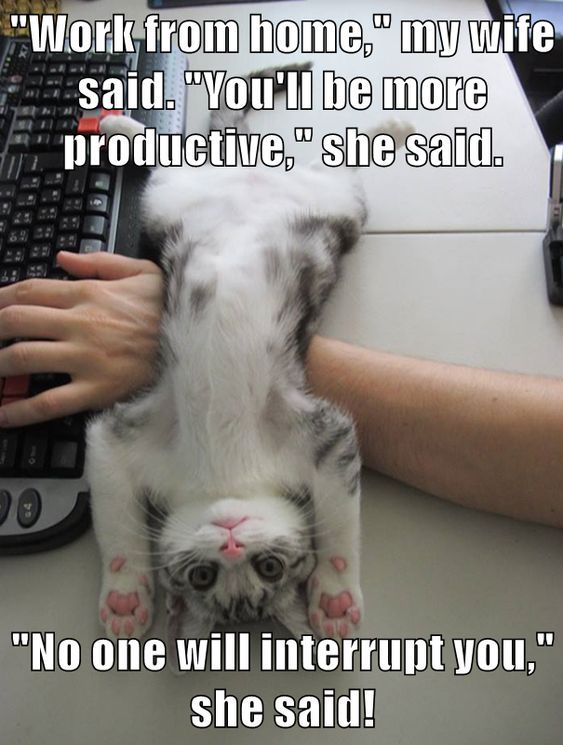 "Work from home," my wife
said. "You'll be more
productive," she said.
"No one will interrupt you,"
she said!